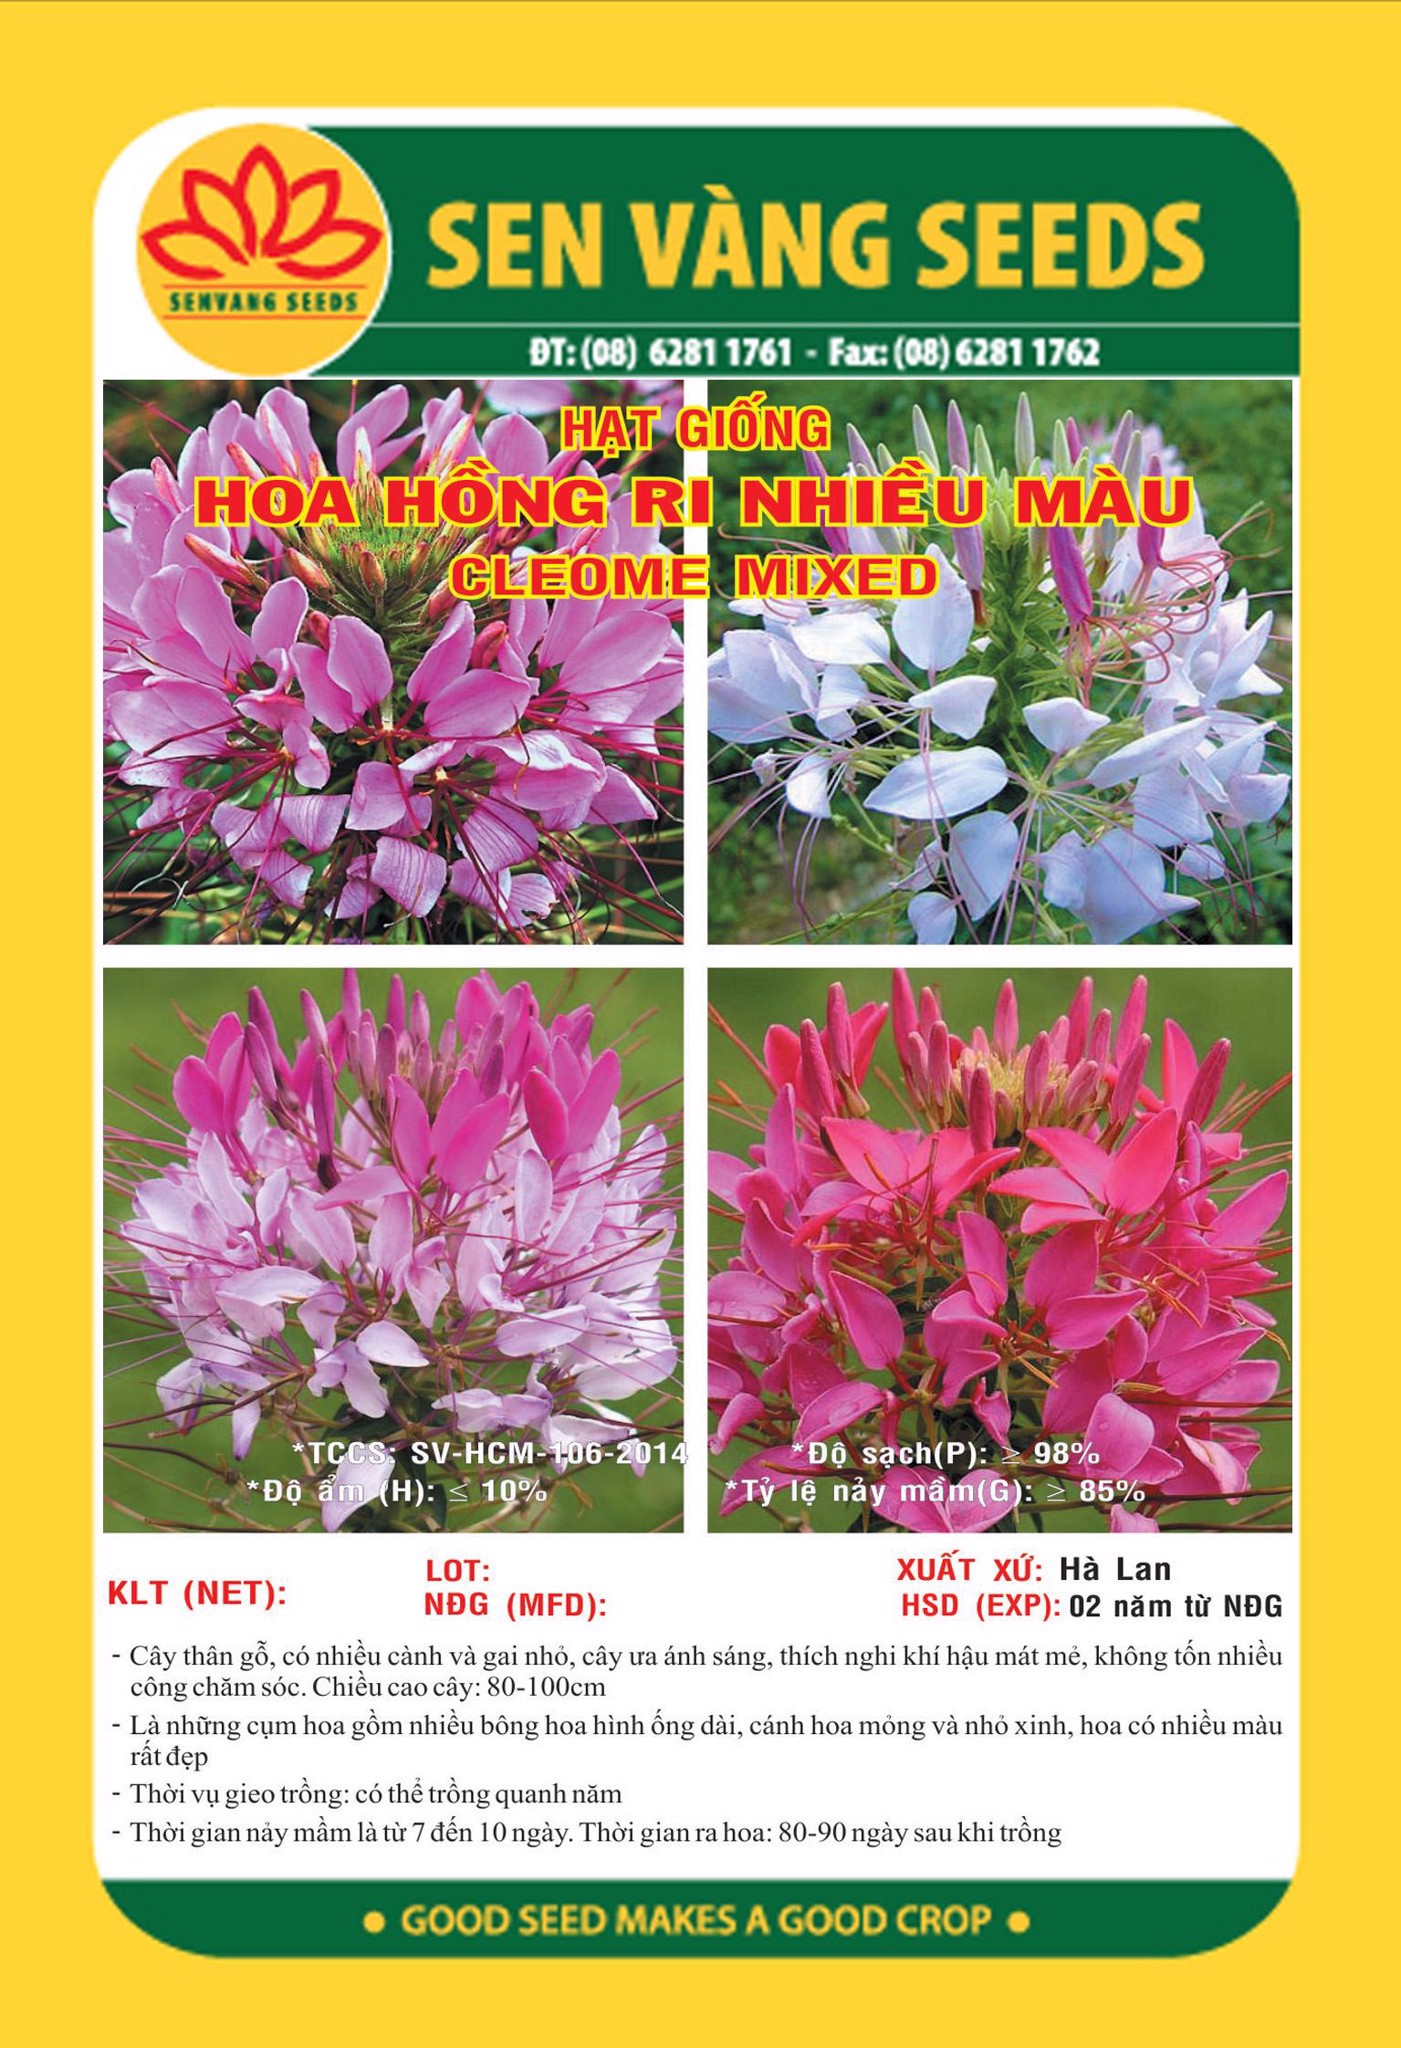 SENVANG SEEDS
SEN VÀNG SEEDS
ĐT: (08) 6281 1761 - Fax: (08) 6281 1762
HẠT GIỐNG
HOA HỒNG RI NHIỀU MÀU
CLEOME MIXED
*TCCS: SV-HCM-106-2014
*Độ sạch(P): ≥ 98%
*Độ ẩm (H): ≤ 10%
*Tỷ lệ nảy mầm(G): ≥ 85%
KLT (NET):
LOT:
NĐG (MFD):
XUẤT XỨ: Hà Lan
HSD (EXP): 02 năm từ NĐG
- Cây thân gỗ, có nhiều cành và gai nhỏ, cây ưa ánh sáng, thích nghi khí hậu mát mẻ, không tốn nhiều
công chăm sóc. Chiều cao cây: 80-100cm
- Là những cụm hoa gồm nhiều bông hoa hình ống dài, cánh hoa mỏng và nhỏ xinh, hoa có nhiều màu
rất đẹp
- Thời vụ gieo trồng: có thể trồng quanh năm
- Thời gian nảy mầm là từ 7 đến 10 ngày. Thời gian ra hoa: 80-90 ngày sau khi trồng
• GOOD SEED MAKES A GOOD CROP •